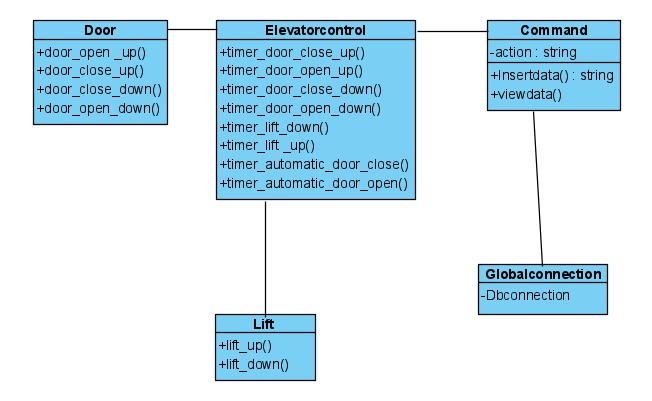 Door
+door_open _up()
+door_close_up()
+door_close_down()
+door_open_down()
Elevatorcontrol
+timer_door_close_up()
+timer_door_open_up()
+timer_door_close_down()
+timer_door_open_down()
+timer_lift_down()
+timer_lift _up()
+timer_automatic_door_close()
+timer_automatic_door_open()
Command
-action : string
+Insertdata() : string
+viewdata()
Globalconnection
-Dbconnection
Lift
+lift_up()
+lift_down()